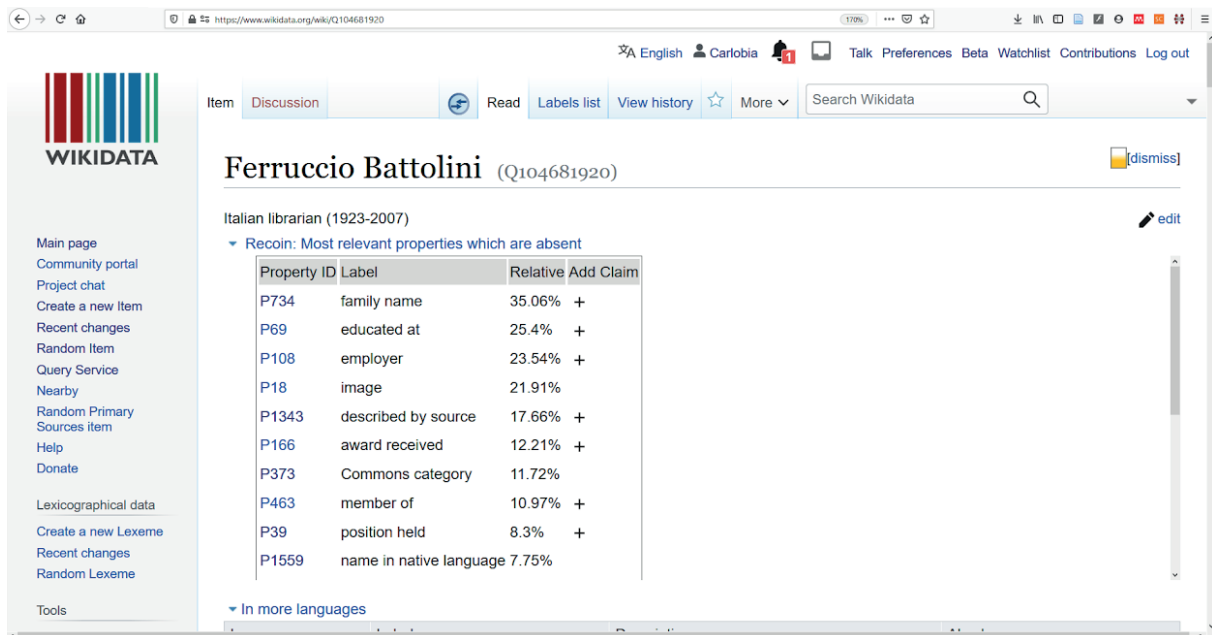 https://www.wikidata.org/wiki/Q104681920
170%
English Carlobia 1 Talk Preferences Beta Watchlist Contributions Log out
Item Discussion Read Labels list View history More Search Wikidata
WIKIDATA
Ferruccio Battolini (Q104681920)
[dismiss]
Italian librarian (1923-2007)
edit
Recoin: Most relevant properties which are absent
Property ID Label Relative Add Claim
P734 family name 35.06% +
P69 educated at 25.4% +
P108 employer 23.54% +
P18 image 21.91%
P1343 described by source 17.66% +
P166 award received 12.21% +
P373 Commons category 11.72%
P463 member of 10.97% +
P39 position held 8.3% +
P1559 name in native language 7.75%
In more languages
Main page
Community portal
Project chat
Create a new Item
Recent changes
Random Item
Query Service
Nearby
Random Primary
Sources item
Help
Donate
Lexicographical data
Create a new Lexeme
Recent changes
Random Lexeme
Tools